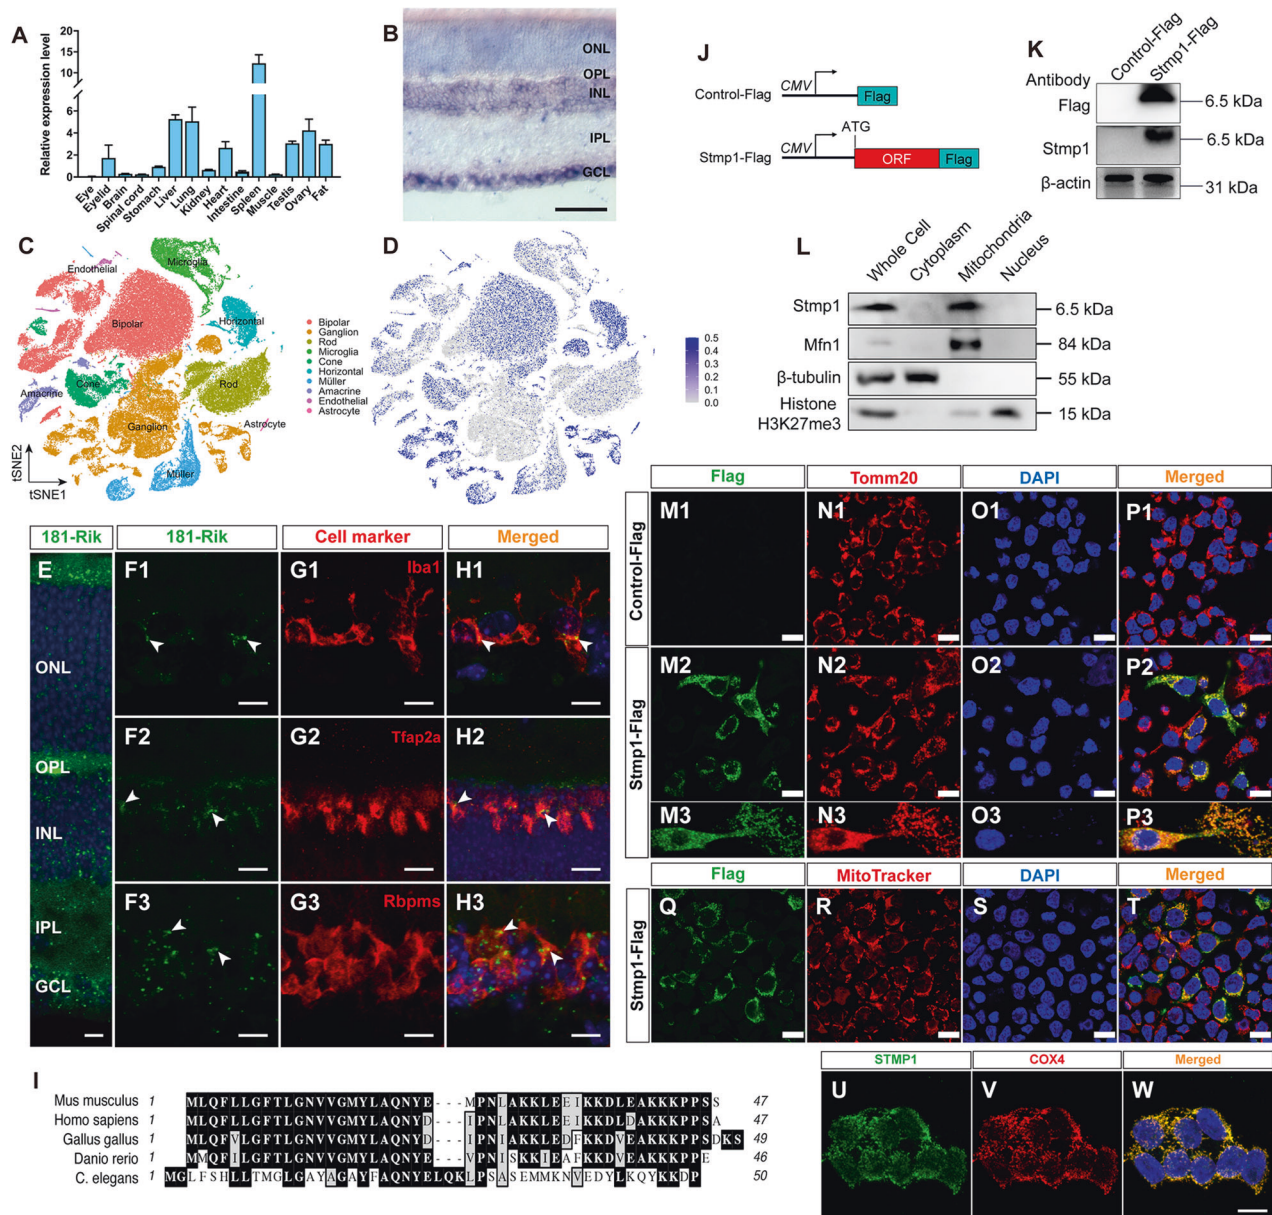 A
Relative expression level
20
15
10
6
4
2
0
Eye
Eyelid
Brain
Spinal cord
Stomach
Liver
Lung
Kidney
Heart
Intestine
Spleen
Muscle
Testis
Ovary
Fat
B
ONL
OPL
INL
IPL
GCL
J
CMV
Control-Flag
Flag
ATG
CMV
Stmp1-Flag
ORF
Flag
K
Control-Flag
Stmp1-Flag
Antibody
Flag
6.5 kDa
Stmp1
6.5 kDa
β-actin
31 kDa
C
Endothelial
Microglia
Bipolar
Horizontal
Cone
Rod
Amacrine
Ganglion
Astrocyte
Müller
tSNE2
tSNE1
Bipolar
Ganglion
Rod
Microglia
Cone
Horizontal
Müller
Amacrine
Endothelial
Astrocyte
D
0.5
0.4
0.3
0.2
0.1
0.0
L
Whole Cell
Cytoplasm
Mitochondria
Nucleus
Stmp1
6.5 kDa
Mfn1
84 kDa
β-tubulin
55 kDa
Histone
H3K27me3
15 kDa
181-Rik
181-Rik
Cell marker
Merged
E
ONL
OPL
INL
IPL
GCL
F1
G1
Iba1
H1
F2
G2
Tfap2a
H2
F3
G3
Rbpms
H3
Flag
Tomm20
DAPI
Merged
Control-Flag
M1
N1
O1
P1
Stmp1-Flag
M2
N2
O2
P2
M3
N3
O3
P3
Flag
MitoTracker
DAPI
Merged
Stmp1-Flag
Q
R
S
T
I
Mus musculus 1 MLQFLLGFTLGNVVGMYLAQNYE---MPNLAKKLEEIKKDLEAKKKPPSS 47
Homo sapiens 1 MLQFLLGFTLGNVVGMYLAQNYD---IPNLAKKLEEIKKDLDAKKKPPSA 47
Gallus gallus 1 MLQFVLGFTLGNVVGMYLAQNYD---IPNIAKKLEDFKKDVEAKKKPPSDKS 49
Danio rerio 1 MMQFILGFTLGNVVGMYLAQNYE---VPNISKKIEAFKKDVEAKKKPPE 46
C. elegans 1 MGLFSHLLTMGLGAYAGAYFAQNYELQKLPSASEMMKNVEDYLKQYKKDP 50
STMP1
COX4
Merged
U
V
W